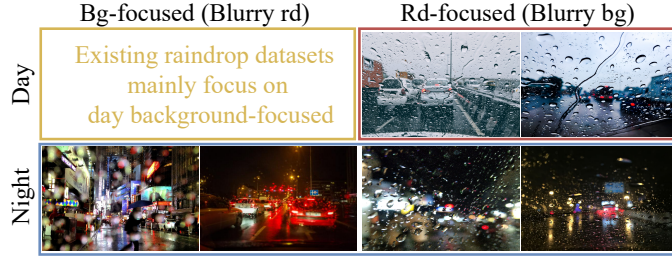 Bg-focused (Blurry rd)
Rd-focused (Blurry bg)
Day
Existing raindrop datasets
mainly focus on
day background-focused
Night